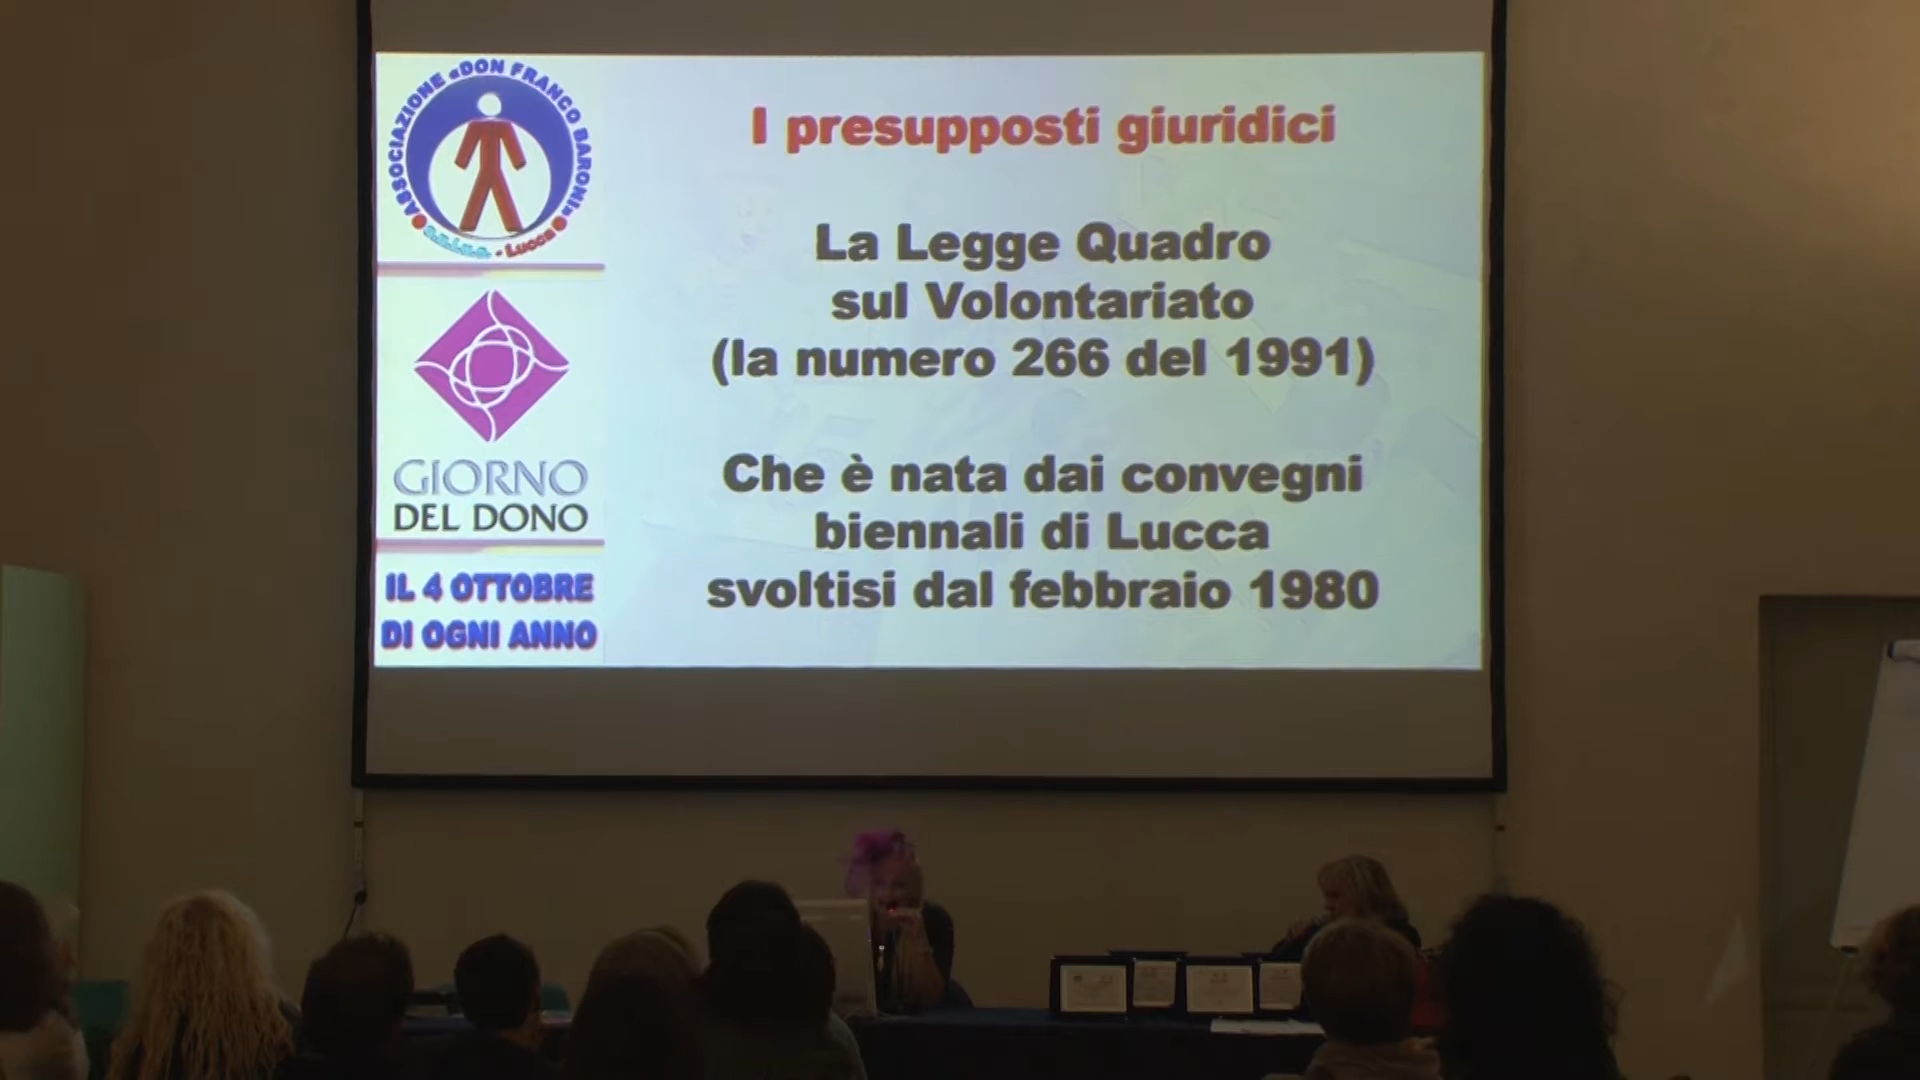 ASSOCIAZIONE «DON FRANCO BARONI»
O.N.L.U.S. - Lucca
GIORNO
DEL DONO
IL 4 OTTOBRE
DI OGNI ANNO
I presupposti giuridici
La Legge Quadro
sul Volontariato
(la numero 266 del 1991)
Che è nata dai convegni
biennali di Lucca
svoltisi dal febbraio 1980